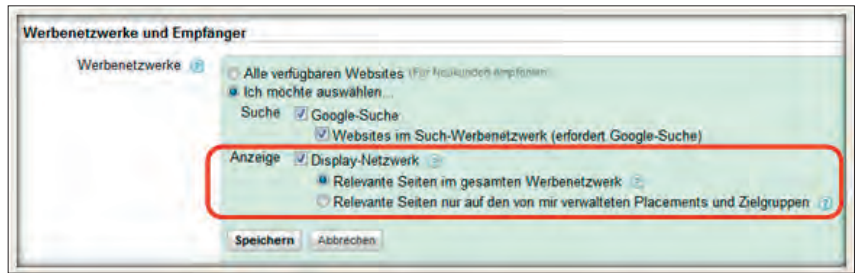 Werbenetzwerke und Empfänger
Werbenetzwerke
Alle verfügbaren Websites (Für Neukunden empfohlen)
Ich möchte auswählen...
Suche Google-Suche
Websites im Such-Werbenetzwerk (erfordert Google-Suche)
Anzeige Display-Netzwerk
Relevante Seiten im gesamten Werbenetzwerk
Relevante Seiten nur auf den von mir verwalteten Placements und Zielgruppen
Speichern Abbrechen